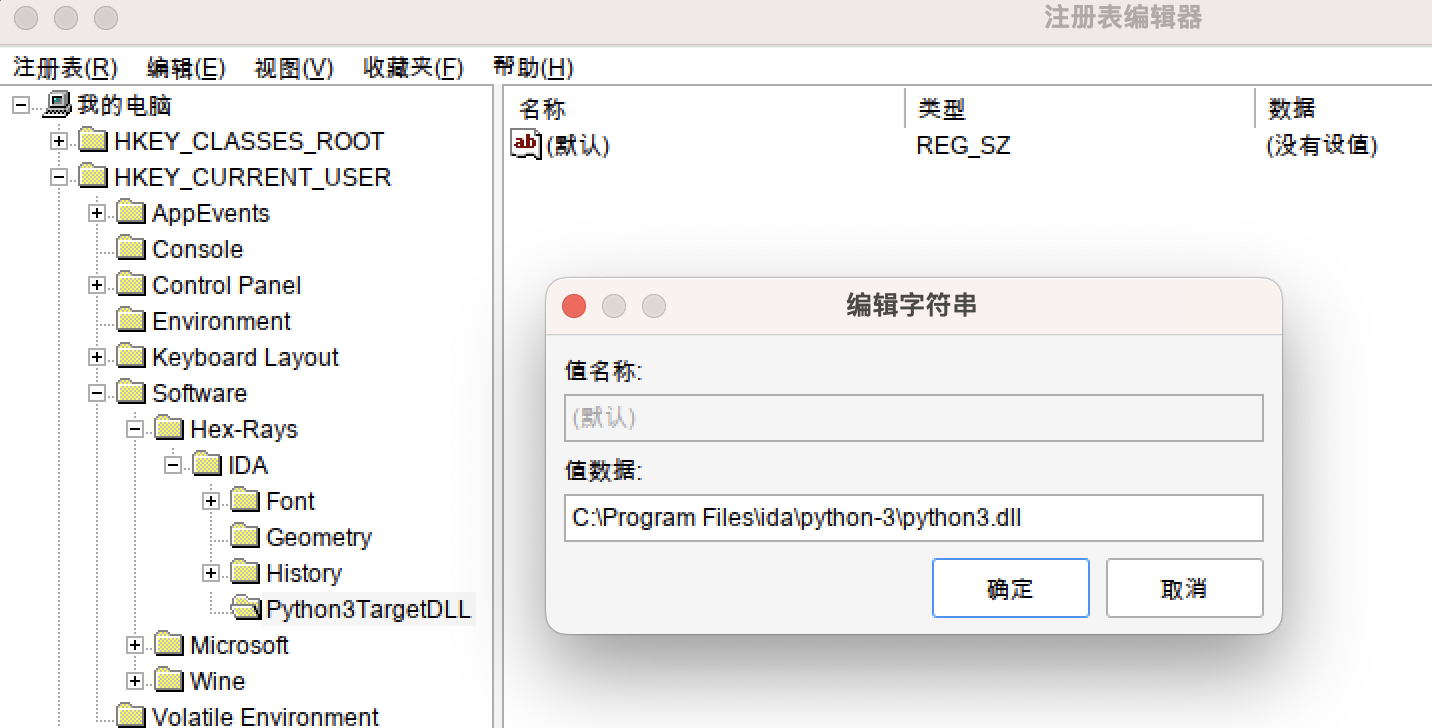 注册表编辑器
注册表(R) 编辑(E) 视图(V) 收藏夹(F) 帮助(H)
我的电脑
HKEY_CLASSES_ROOT
HKEY_CURRENT_USER
AppEvents
Console
Control Panel
Environment
Keyboard Layout
Software
Hex-Rays
IDA
Font
Geometry
History
Python3TargetDLL
Microsoft
Wine
Volatile Environment
名称 类型 数据
ab (默认) REG_SZ (没有设值)
编辑字符串
值名称:
(默认)
值数据:
C:\Program Files\ida\python-3\python3.dll
确定 取消